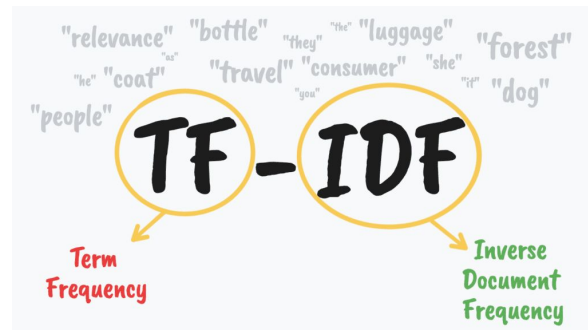 "relevance" "bottle" "they" "the" "luggage" "forest"
"he" "coat" "us" "travel" "consumer" "she" "it" "dog"
"people" "you"
TF-IDF
Term
Frequency
Inverse
Document
Frequency